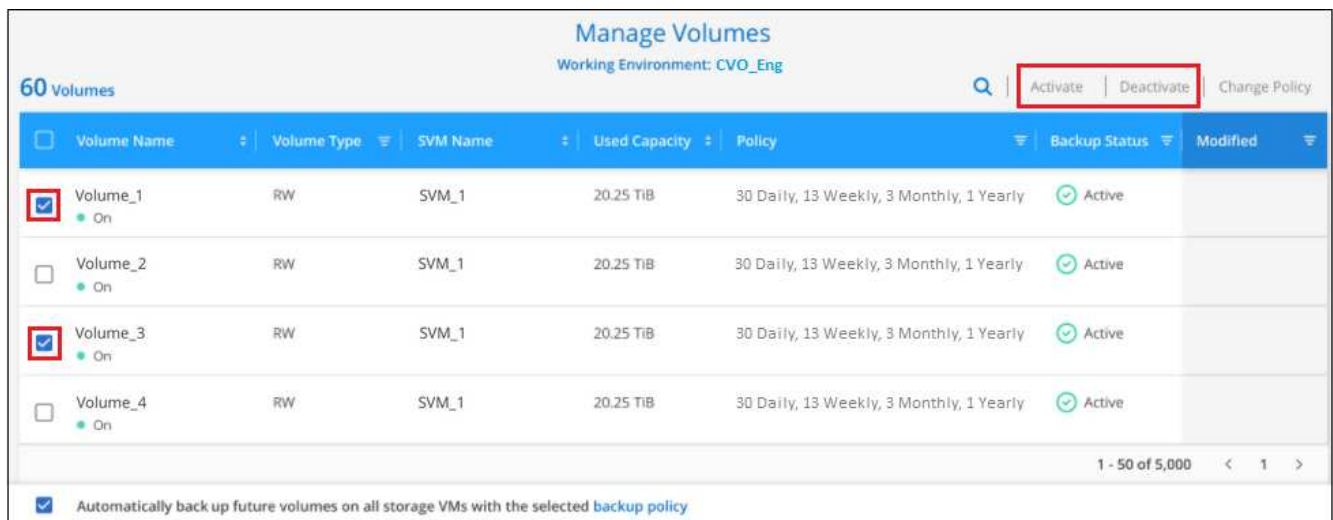 Manage Volumes
Working Environment: CVO_Eng
60 Volumes
Activate | Deactivate | Change Policy
Volume Name Volume Type SVM Name Used Capacity Policy Backup Status Modified
Volume_1 RW SVM_1 20.25 TiB 30 Daily, 13 Weekly, 3 Monthly, 1 Yearly Active
On
Volume_2 RW SVM_1 20.25 TiB 30 Daily, 13 Weekly, 3 Monthly, 1 Yearly Active
On
Volume_3 RW SVM_1 20.25 TiB 30 Daily, 13 Weekly, 3 Monthly, 1 Yearly Active
On
Volume_4 RW SVM_1 20.25 TiB 30 Daily, 13 Weekly, 3 Monthly, 1 Yearly Active
On
1 - 50 of 5,000 < 1 >
Automatically back up future volumes on all storage VMs with the selected backup policy